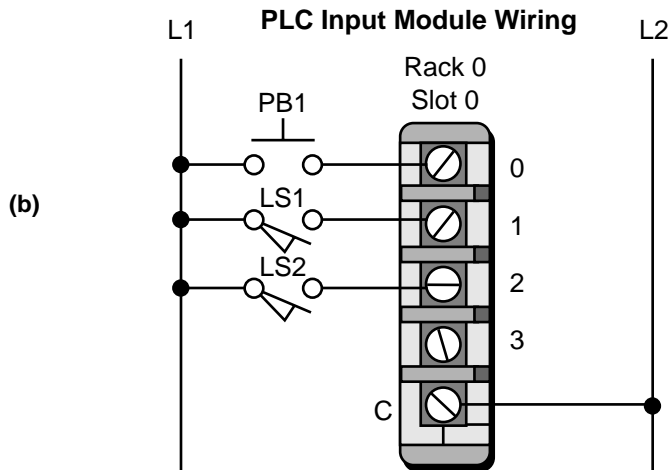 PLC Input Module Wiring
L1
L2
Rack 0
Slot 0
PB1
0
(b)
LS1
1
LS2
2
3
C